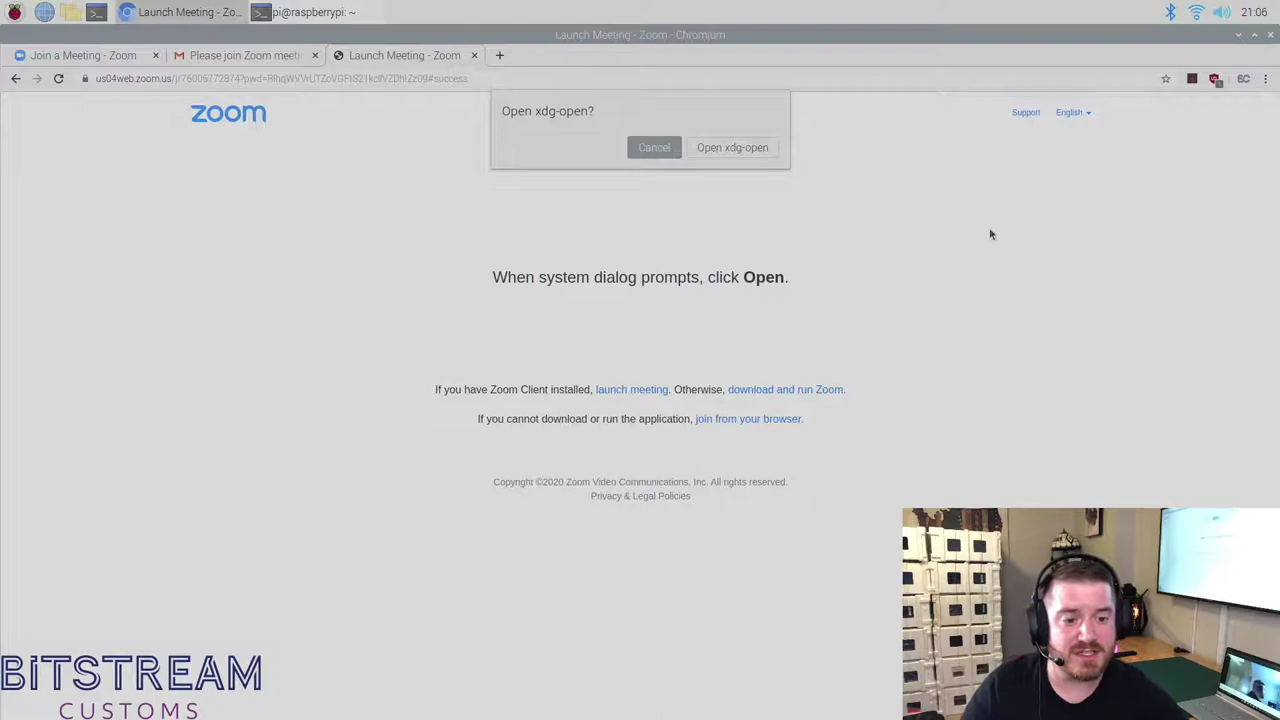 Launch Meeting - Zo...
pi@raspberrypi: ~
21:06
Launch Meeting - Zoom - Chromium
Join a Meeting - Zoom
Please join Zoom meeti
Launch Meeting - Zoom
zoom
Support
English
Open xdg-open?
Cancel
Open xdg-open
When system dialog prompts, click Open.
If you have Zoom Client installed, launch meeting. Otherwise, download and run Zoom.
If you cannot download or run the application, join from your browser.
Copyright ©2020 Zoom Video Communications, Inc. All rights reserved.
Privacy & Legal Policies
BITSTREAM
CUSTOMS